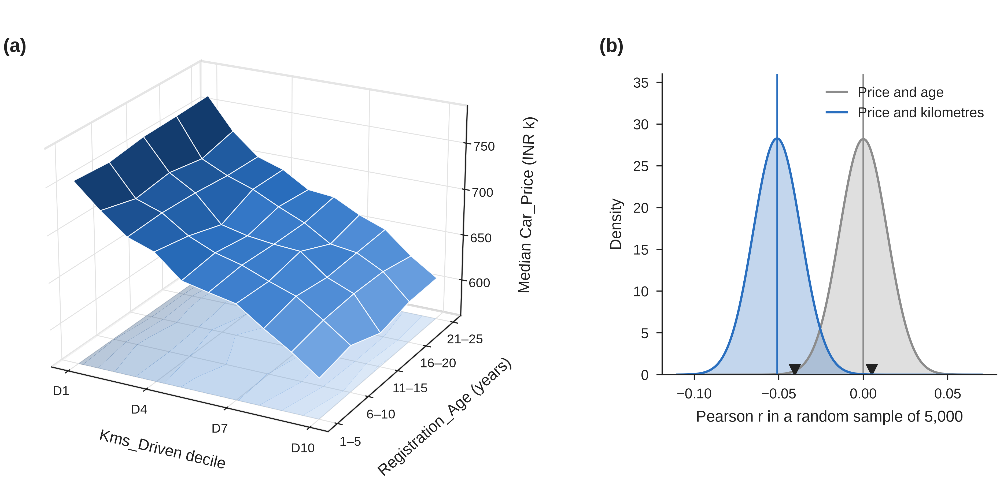 (a)
750
700
650
600
Median Car_Price (INR k)
21–25
16–20
11–15
6–10
1–5
Registration_Age (years)
D1
D4
D7
D10
Kms_Driven decile
(b)
35
30
25
20
15
10
5
0
Density
Price and age
Price and kilometres
−0.10
−0.05
0.00
0.05
Pearson r in a random sample of 5,000